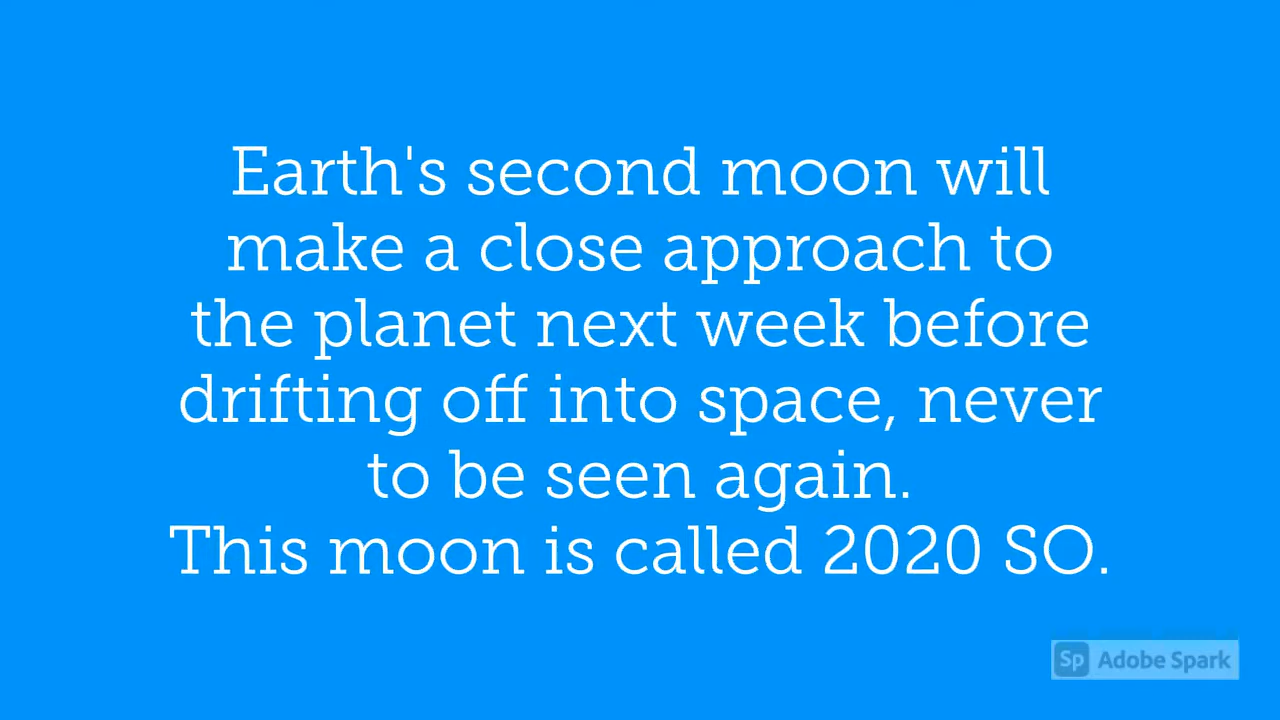 Earth's second moon will
make a close approach to
the planet next week before
drifting off into space, never
to be seen again.
This moon is called 2020 SO.
Sp Adobe Spark